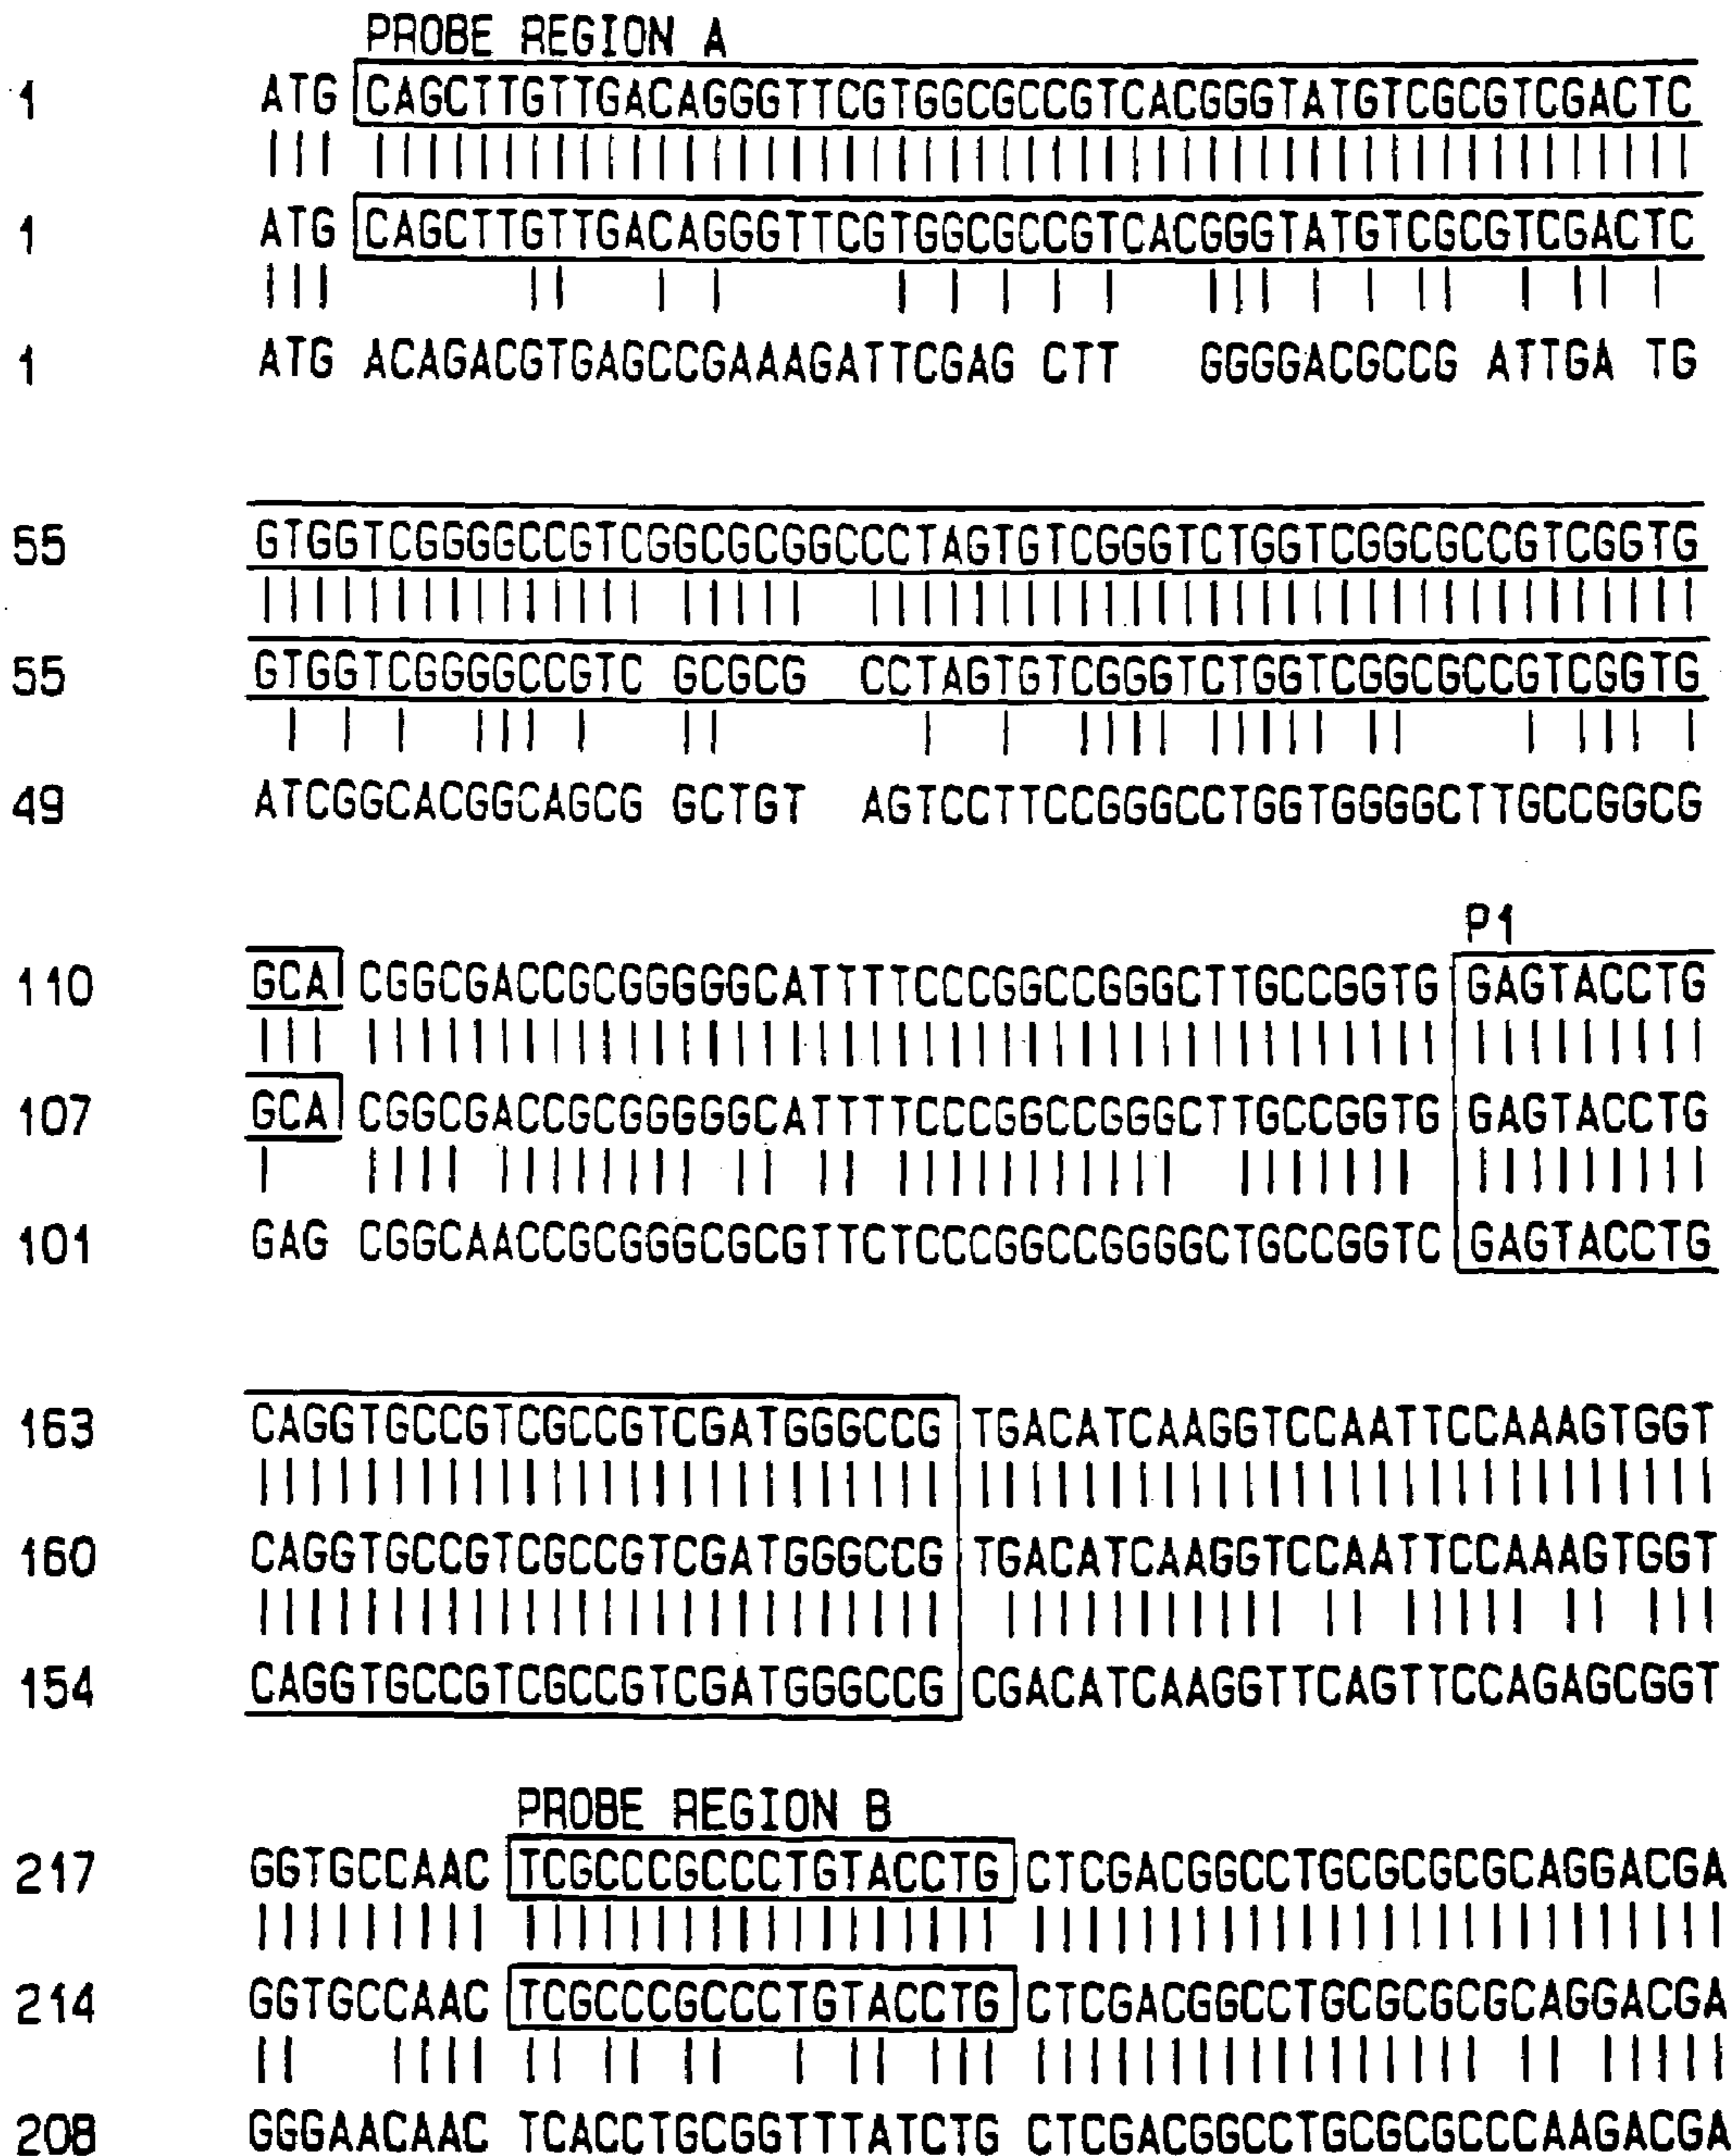 PROBE REGION A
1 ATG CAGCTTGTTGACAGGGTTCGTGGCGCCGTCACGGGTATGTCGCGTCGACTC
1 ATG CAGCTTGTTGACAGGGTTCGTGGCGCCGTCACGGGTATGTCGCGTCGACTC
1 ATG ACAGACGTGAGCCGAAAGATTCGAG CTT GGGGACGCCG ATTGA TG
55 GTGGTCGGGGCCGTCGGCGCGGCCCTAGTGTCGGGTCTGGTCGGCGCCGTCGGTG
55 GTGGTCGGGGCCGTC GCGCG CCTAGTGTCGGGTCTGGTCGGCGCCGTCGGTG
49 ATCGGCACGGCAGCG GCTGT AGTCCTTCCGGGCCTGGTGGGGCTTGCCGGCG
P1
110 GCA CGGCGACCGCGGGGGCATTTTCCCGGCCGGGCTTGCCGGTG GAGTACCTG
107 GCA CGGCGACCGCGGGGGCATTTTCCCGGCCGGGCTTGCCGGTG GAGTACCTG
101 GAG CGGCAACCGCGGGCGCGTTCTCCCGGCCGGGGCTGCCGGTC GAGTACCTG
163 CAGGTGCCGTCGCCGTCGATGGGCCG TGACATCAAGGTCCAATTCCAAAGTGGT
160 CAGGTGCCGTCGCCGTCGATGGGCCG TGACATCAAGGTCCAATTCCAAAGTGGT
154 CAGGTGCCGTCGCCGTCGATGGGCCG CGACATCAAGGTTCAGTTCCAGAGCGGT
PROBE REGION B
217 GGTGCCAAC TCGCCCGCCCTGTACCTG CTCGACGGCCTGCGCGCGCAGGACGA
214 GGTGCCAAC TCGCCCGCCCTGTACCTG CTCGACGGCCTGCGCGCGCAGGACGA
208 GGGAACAAC TCACCTGCGGTTTATCTG CTCGACGGCCTGCGCGCCCAAGACGA